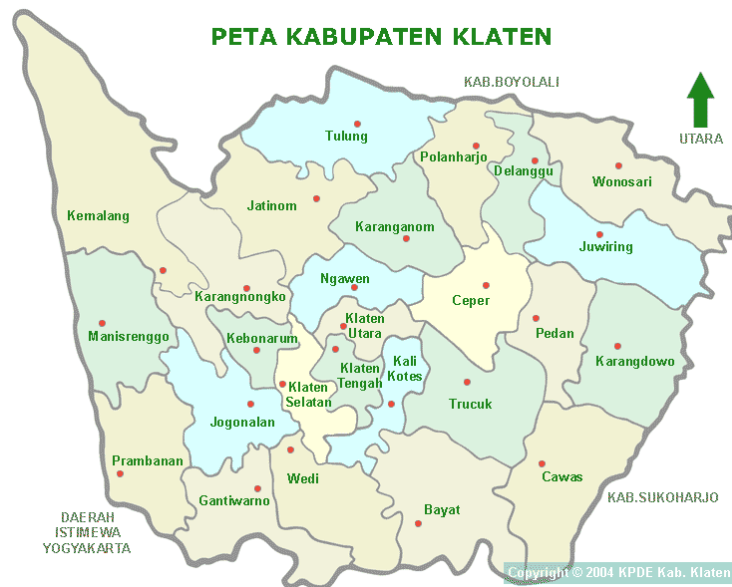 PETA KABUPATEN KLATEN
KAB.BOYOLALI
UTARA
Tulung
Polanharjo
Delanggu
Wonosari
Jatinom
Kemalang
Karanganom
Juwiring
Ngawen
Karangnongko
Ceper
Klaten
Utara
Manisrenggo
Kebonarum
Pedan
Karangdowo
Klaten
Tengah
Kali
Kotes
Klaten
Selatan
Trucuk
Jogonalan
Prambanan
Wedi
Cawas
Gantiwarno
Bayat
KAB.SUKOHARJO
DAERAH
ISTIMEWA
YOGYAKARTA
Copyright © 2004 KPDE Kab. Klaten